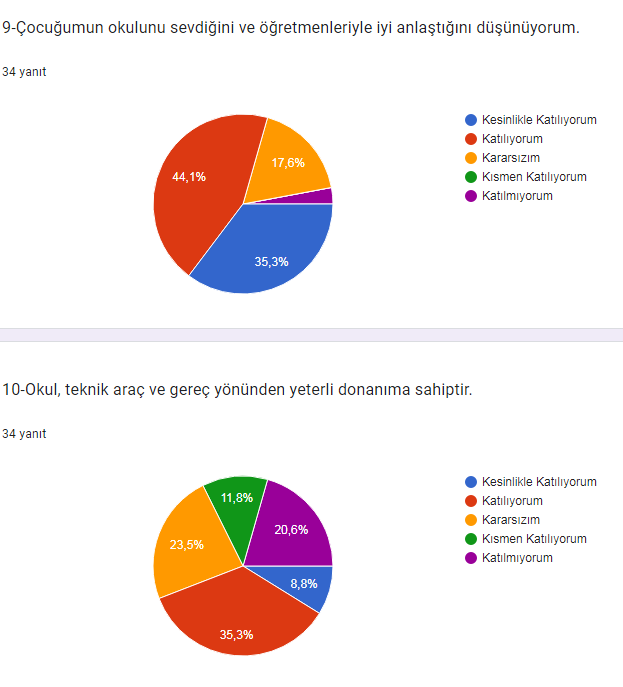 9-Çocuğumun okulunu sevdiğini ve öğretmenleriyle iyi anlaştığını düşünüyorum.
34 yanıt
Kesinlikle Katılıyorum
Katılıyorum
Kararsızım
Kısmen Katılıyorum
Katılmıyorum
44,1%
17,6%
35,3%
10-Okul, teknik araç ve gereç yönünden yeterli donanıma sahiptir.
34 yanıt
Kesinlikle Katılıyorum
Katılıyorum
Kararsızım
Kısmen Katılıyorum
Katılmıyorum
11,8%
20,6%
23,5%
8,8%
35,3%